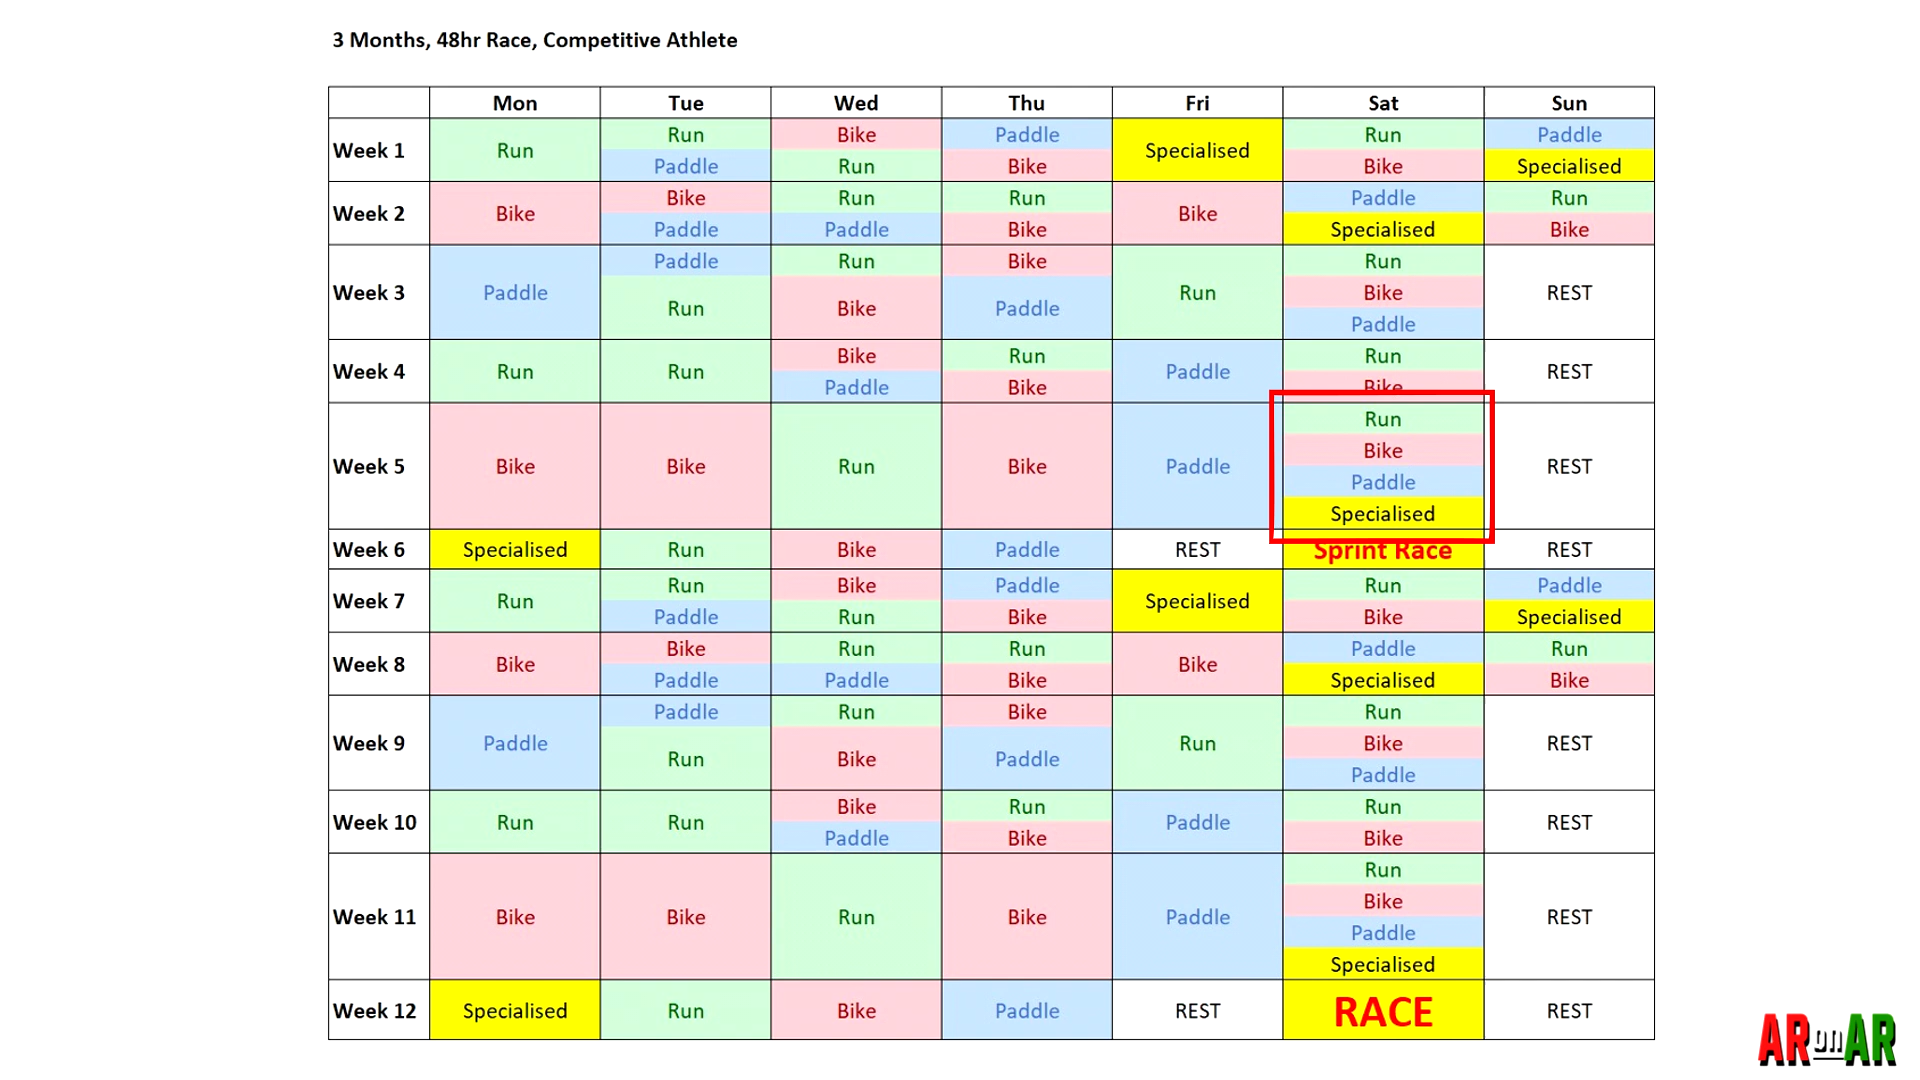 3 Months, 48hr Race, Competitive Athlete
Mon Tue Wed Thu Fri Sat Sun
Week 1 Run Run Paddle Bike Run Paddle Bike Specialised Run Bike Paddle Specialised
Week 2 Bike Bike Paddle Run Paddle Run Bike Bike Paddle Specialised Run Bike
Week 3 Paddle Paddle Run Run Bike Bike Paddle Run Run Bike Paddle REST
Week 4 Run Run Bike Paddle Run Bike Paddle Run Bike REST
Week 5 Bike Bike Run Bike Paddle Run Bike Paddle Specialised REST
Week 6 Specialised Run Bike Paddle REST Sprint Race REST
Week 7 Run Run Paddle Bike Run Paddle Bike Specialised Run Bike Paddle Specialised
Week 8 Bike Bike Paddle Run Paddle Run Bike Bike Paddle Specialised Run Bike
Week 9 Paddle Paddle Run Run Bike Bike Paddle Run Run Bike Paddle REST
Week 10 Run Run Bike Paddle Run Bike Paddle Run Bike REST
Week 11 Bike Bike Run Bike Paddle Run Bike Paddle Specialised REST
Week 12 Specialised Run Bike Paddle REST RACE REST
AR on AR